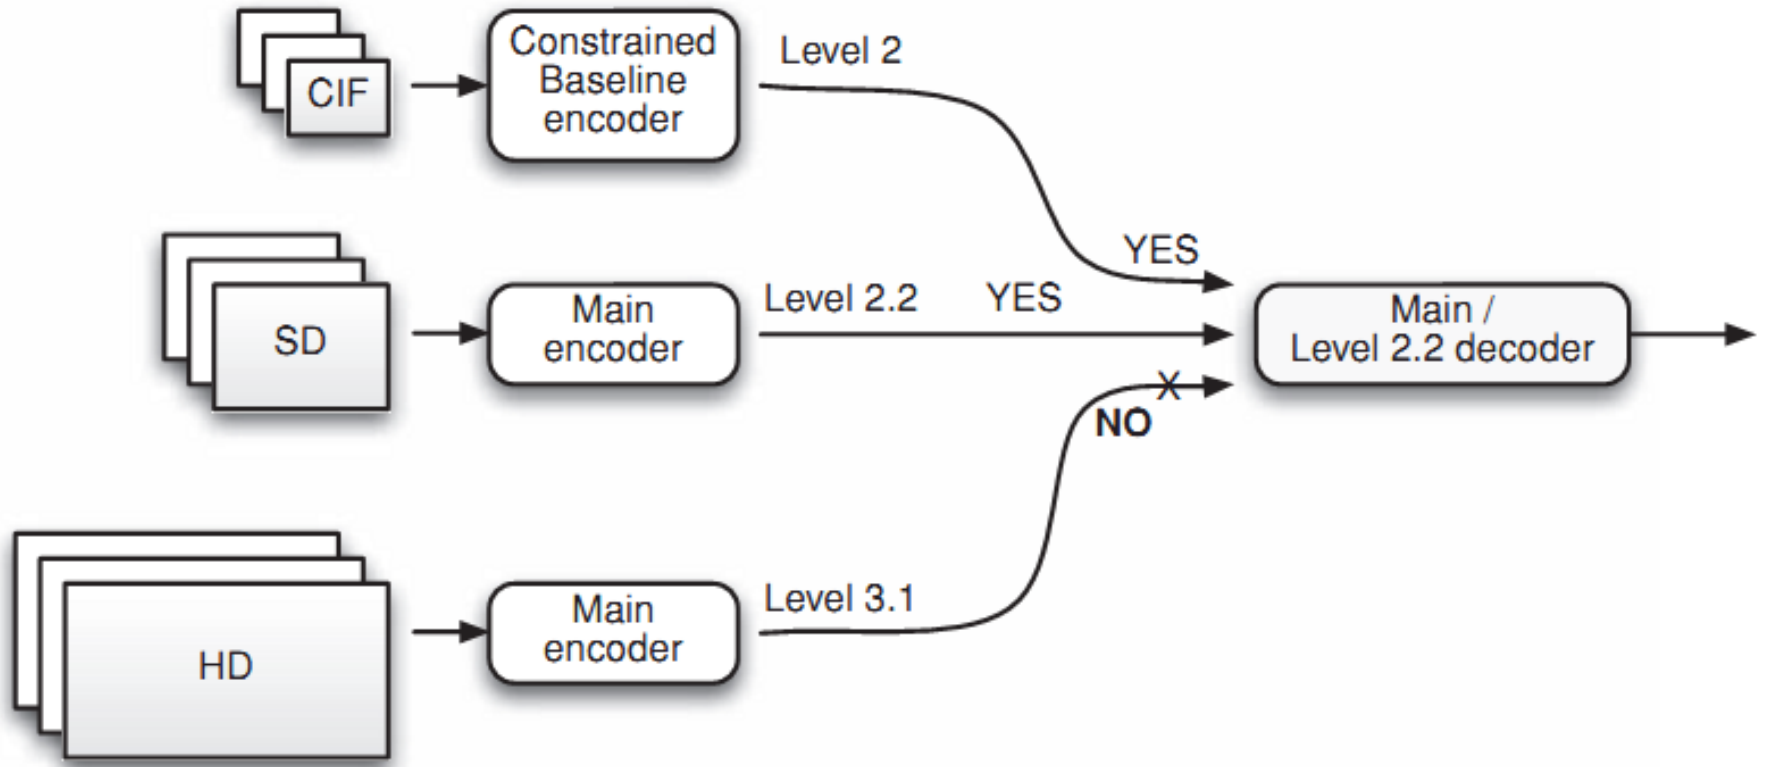 CIF
Constrained
Baseline
encoder
Level 2
YES
SD
Main
encoder
Level 2.2
YES
Main /
Level 2.2 decoder
X
NO
HD
Main
encoder
Level 3.1